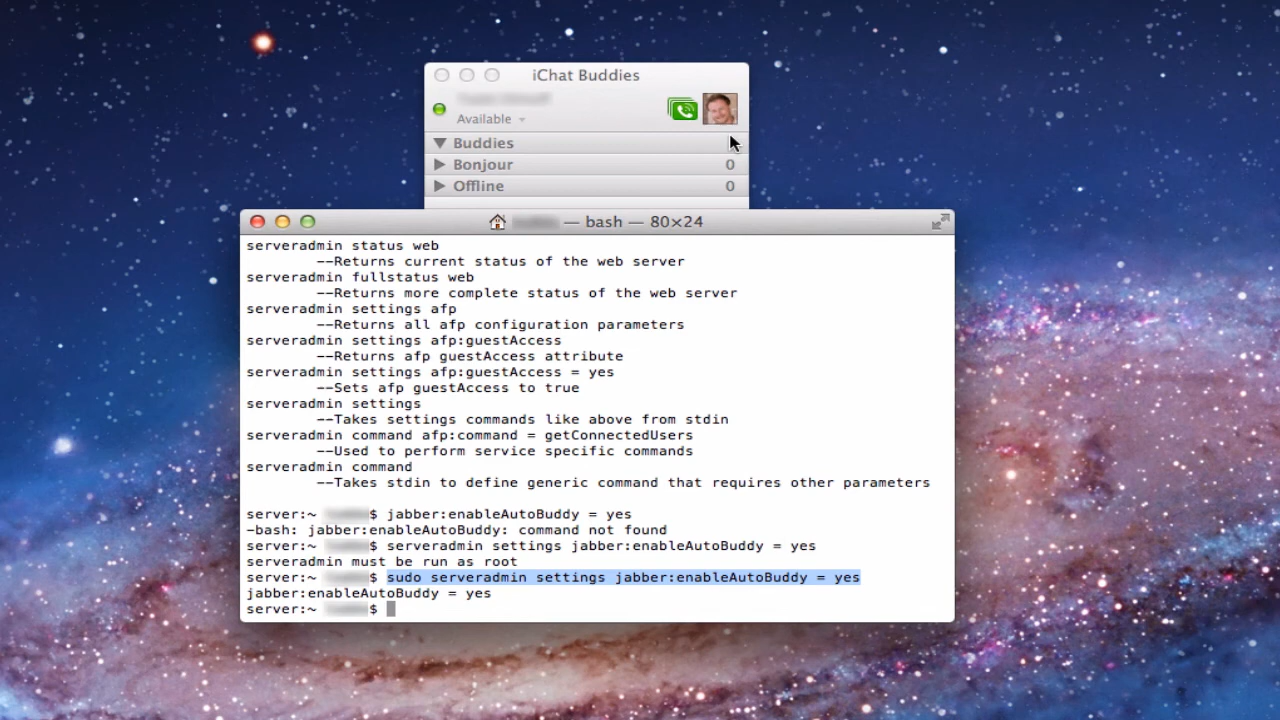 iChat Buddies
Available
Buddies
Bonjour 0
Offline 0
— bash — 80×24
serveradmin status web
--Returns current status of the web server
serveradmin fullstatus web
--Returns more complete status of the web server
serveradmin settings afp
--Returns all afp configuration parameters
serveradmin settings afp:guestAccess
--Returns afp guestAccess attribute
serveradmin settings afp:guestAccess = yes
--Sets afp guestAccess to true
serveradmin settings
--Takes settings commands like above from stdin
serveradmin command afp:command = getConnectedUsers
--Used to perform service specific commands
serveradmin command
--Takes stdin to define generic command that requires other parameters
server:~ $ jabber:enableAutoBuddy = yes
-bash: jabber:enableAutoBuddy: command not found
server:~ $ serveradmin settings jabber:enableAutoBuddy = yes
serveradmin must be run as root
server:~ $ sudo serveradmin settings jabber:enableAutoBuddy = yes
jabber:enableAutoBuddy = yes
server:~ $